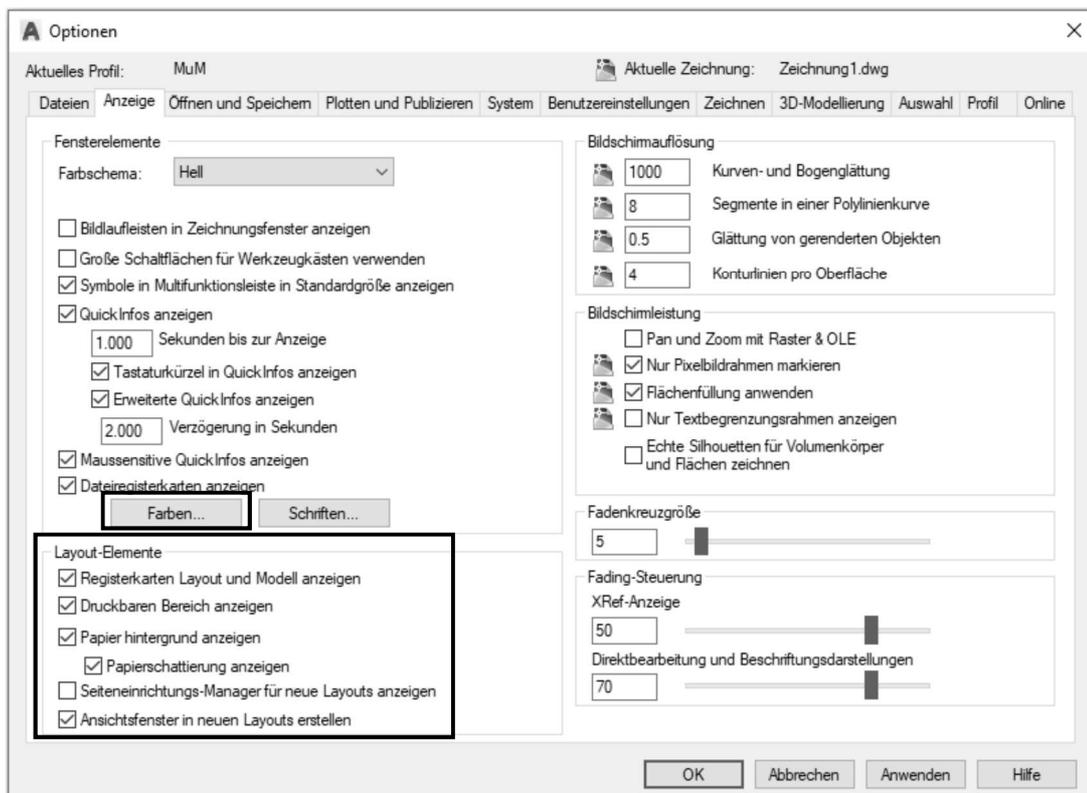 Optionen
Aktuelles Profil: MuM Aktuelle Zeichnung: Zeichnung1.dwg
Dateien Anzeige Öffnen und Speichern Plotten und Publizieren System Benutzereinstellungen Zeichnen 3D-Modellierung Auswahl Profil Online
Fensterelemente
Farbschema: Hell
Bildlaufleisten in Zeichnungsfenster anzeigen
Große Schaltflächen für Werkzeugkästen verwenden
Symbole in Multifunktionsleiste in Standardgröße anzeigen
QuickInfos anzeigen
1.000 Sekunden bis zur Anzeige
Tastaturkürzel in QuickInfos anzeigen
Erweiterte QuickInfos anzeigen
2.000 Verzögerung in Sekunden
Maussensitive QuickInfos anzeigen
Dateiregisterkarten anzeigen
Farben... Schriften...
Layout-Elemente
Registerkarten Layout und Modell anzeigen
Druckbaren Bereich anzeigen
Papier hintergrund anzeigen
Papierschattierung anzeigen
Seiteneinrichtungs-Manager für neue Layouts anzeigen
Ansichtsfenster in neuen Layouts erstellen
Bildschirmauflösung
1000 Kurven- und Bogenglättung
8 Segmente in einer Polylinienkurve
0.5 Glättung von gerenderten Objekten
4 Konturlinien pro Oberfläche
Bildschirmleistung
Pan und Zoom mit Raster & OLE
Nur Pixelbildrahmen markieren
Flächenfüllung anwenden
Nur Textbegrenzungsrahmen anzeigen
Echte Silhouetten für Volumenkörper
und Flächen zeichnen
Fadenkreuzgröße
5
Fading-Steuerung
XRef-Anzeige
50
Direktbearbeitung und Beschriftungsdarstellungen
70
OK Abbrechen Anwenden Hilfe